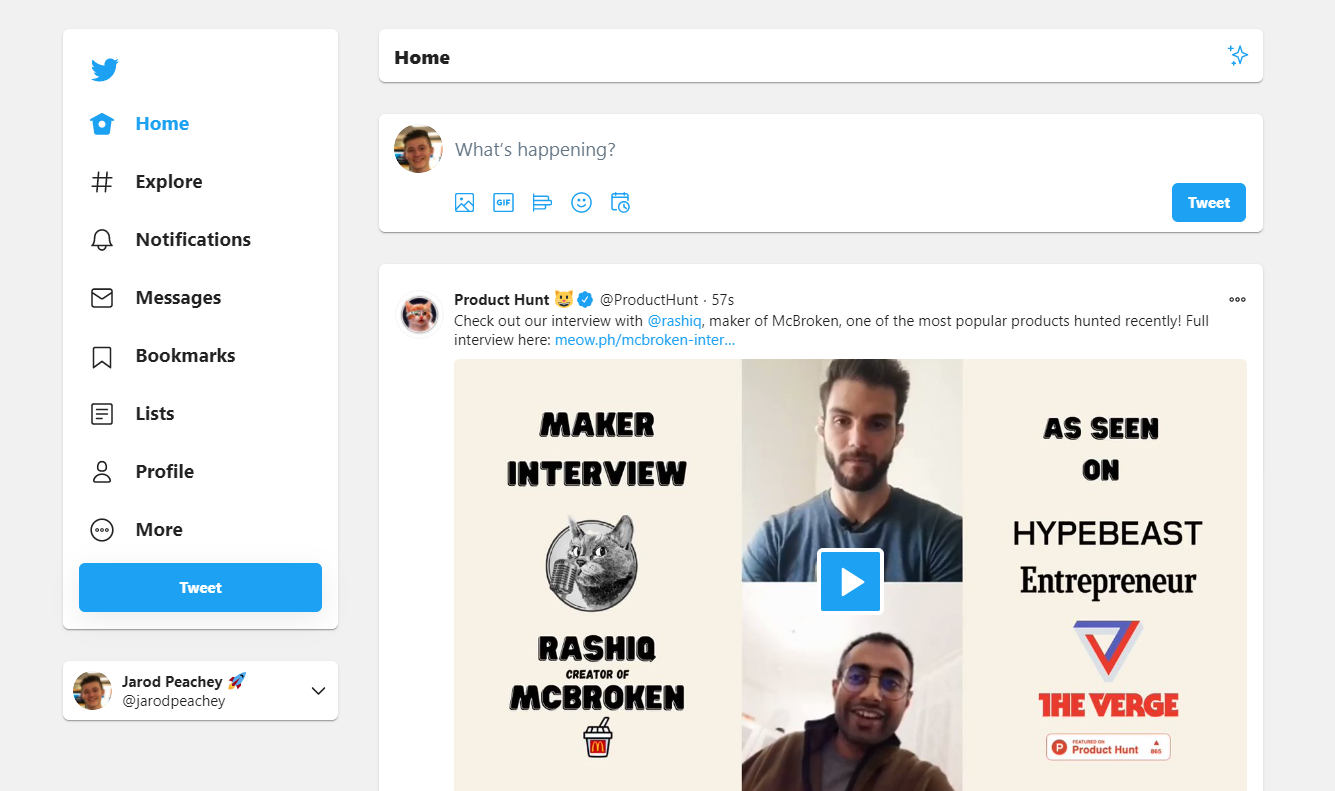 Home
Explore
Notifications
Messages
Bookmarks
Lists
Profile
More
Tweet
Jarod Peachey 🚀
@jarodpeachey
Home
What's happening?
GIF
Tweet
Product Hunt 😺 @ProductHunt · 57s
Check out our interview with @rashiq, maker of McBroken, one of the most popular products hunted recently! Full
interview here: meow.ph/mcbroken-inter…
MAKER
INTERVIEW
RASHIQ
CREATOR OF
MCBROKEN
AS SEEN
ON
HYPEBEAST
Entrepreneur
THE VERGE
P
FEATURED ON
Product Hunt
865